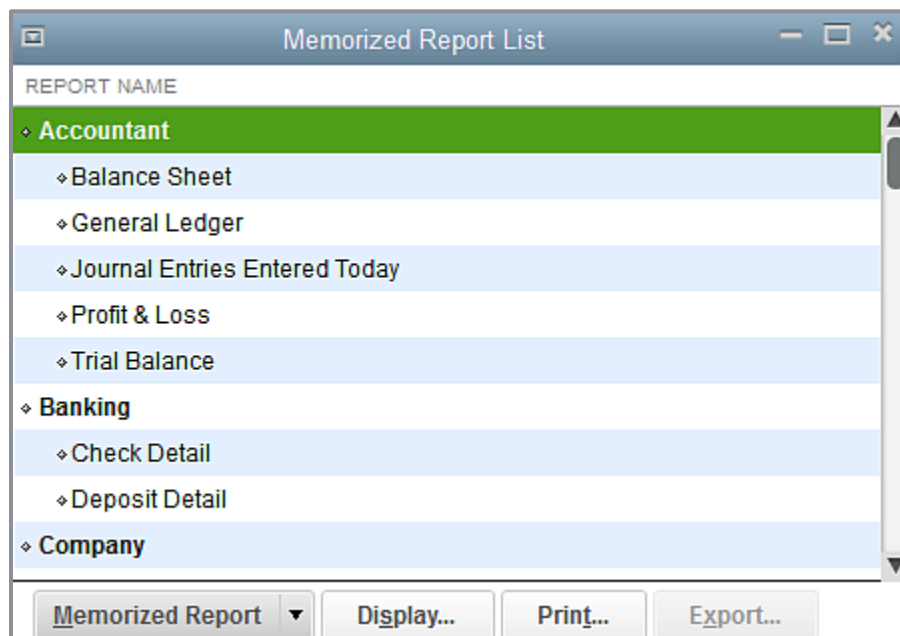 Memorized Report List
REPORT NAME
Accountant
Balance Sheet
General Ledger
Journal Entries Entered Today
Profit & Loss
Trial Balance
Banking
Check Detail
Deposit Detail
Company
Memorized Report Display... Print... Export...